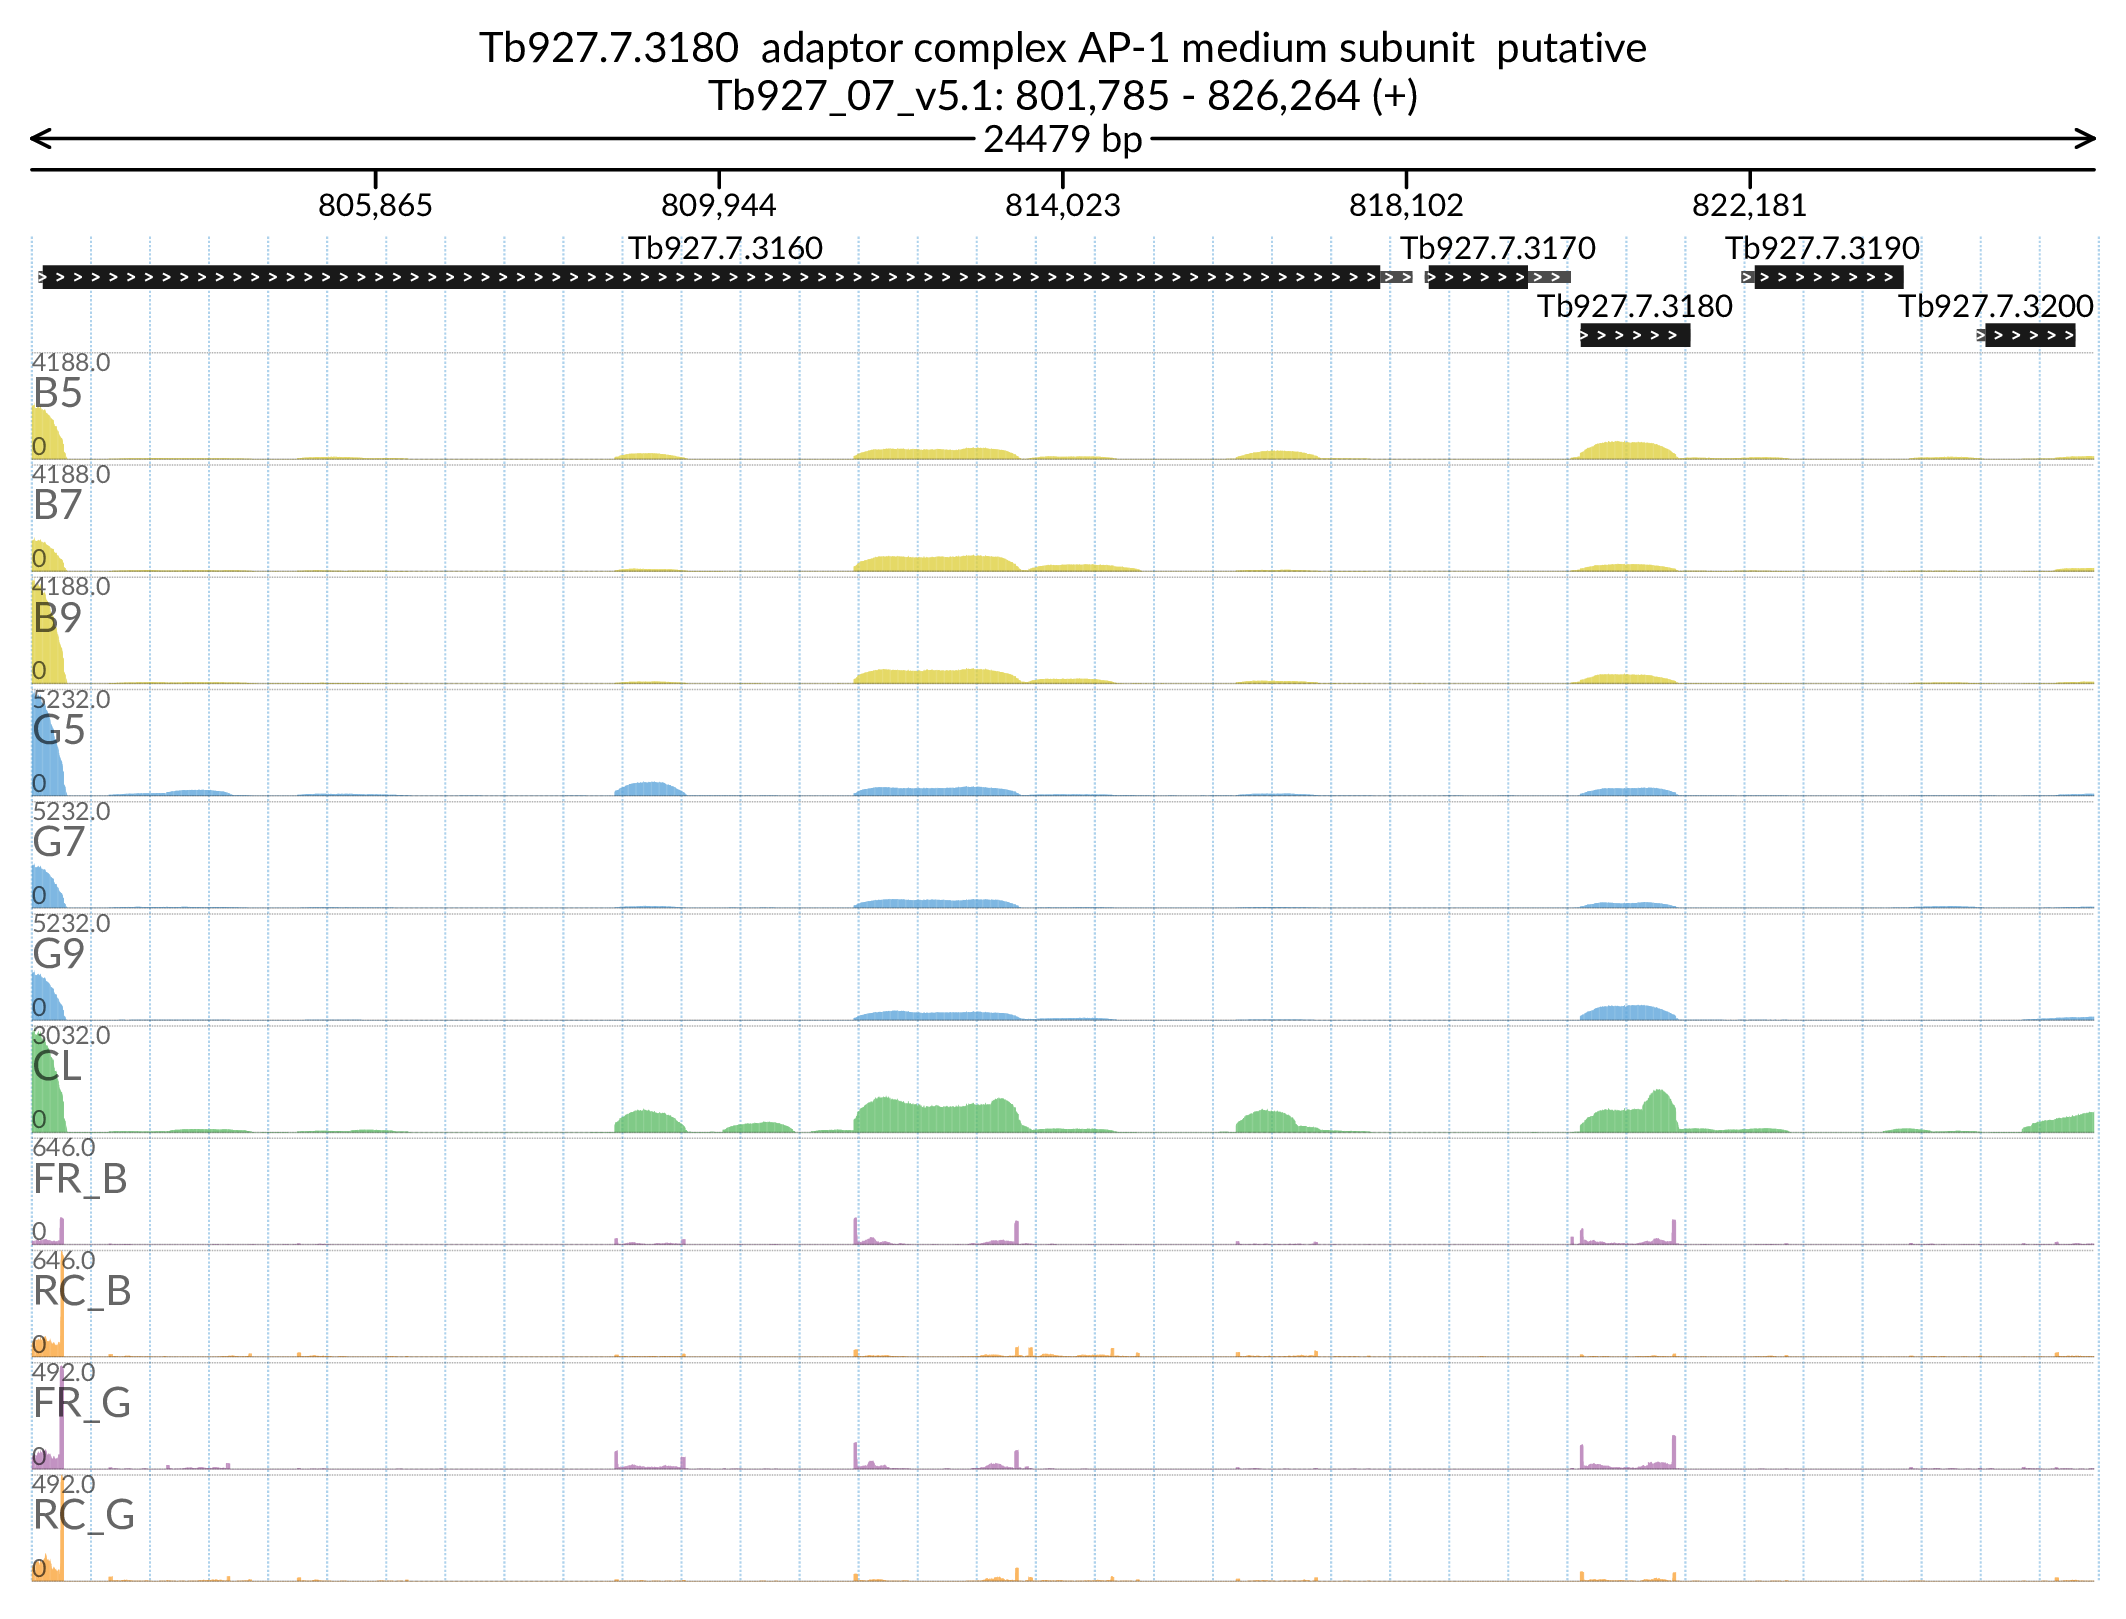 Tb927.7.3180  adaptor complex AP-1 medium subunit  putative
Tb927_07_v5.1: 801,785 - 826,264 (+)
24479 bp
805,865 809,944 814,023 818,102 822,181
Tb927.7.3160 Tb927.7.3170 Tb927.7.3190
Tb927.7.3180 Tb927.7.3200
4188.0
B5
0
4188.0
B7
0
4188.0
B9
0
5232.0
G5
0
5232.0
G7
0
5232.0
G9
0
3032.0
CL
0
646.0
FR_B
0
646.0
RC_B
0
492.0
FR_G
0
492.0
RC_G
0